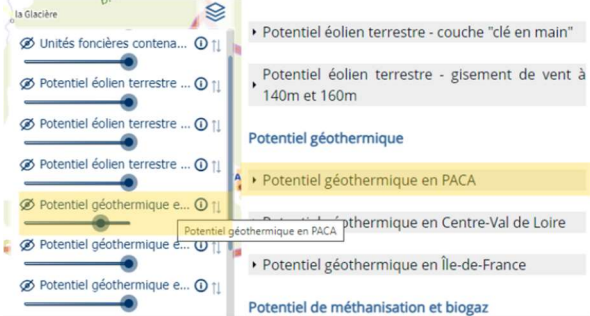 la Glacière
Unités foncières contena...
Potentiel éolien terrestre ...
Potentiel éolien terrestre ...
Potentiel éolien terrestre ...
Potentiel géothermique e...
Potentiel géothermique en PACA
Potentiel géothermique e...
Potentiel géothermique e...
Potentiel éolien terrestre - couche "clé en main"
Potentiel éolien terrestre - gisement de vent à
140m et 160m
Potentiel géothermique
Potentiel géothermique en PACA
Potentiel géothermique en Centre-Val de Loire
Potentiel géothermique en Île-de-France
Potentiel de méthanisation et biogaz